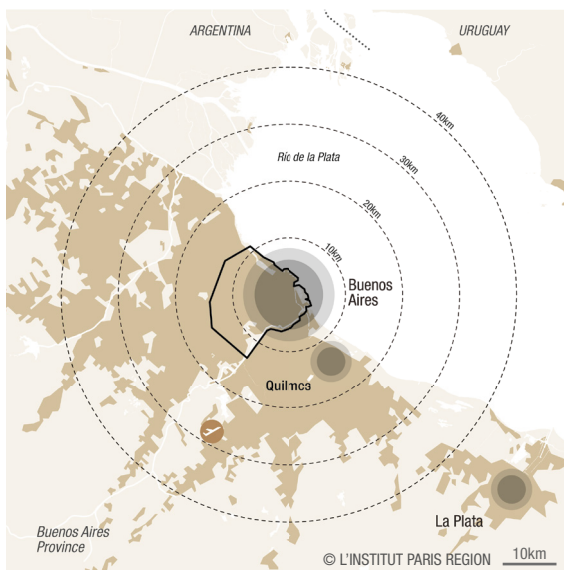 ARGENTINA
URUGUAY
40km
30km
Río de la Plata
20km
10km
Buenos
Aires
Quilmes
La Plata
Buenos Aires
Province
© L'INSTITUT PARIS REGION
10km